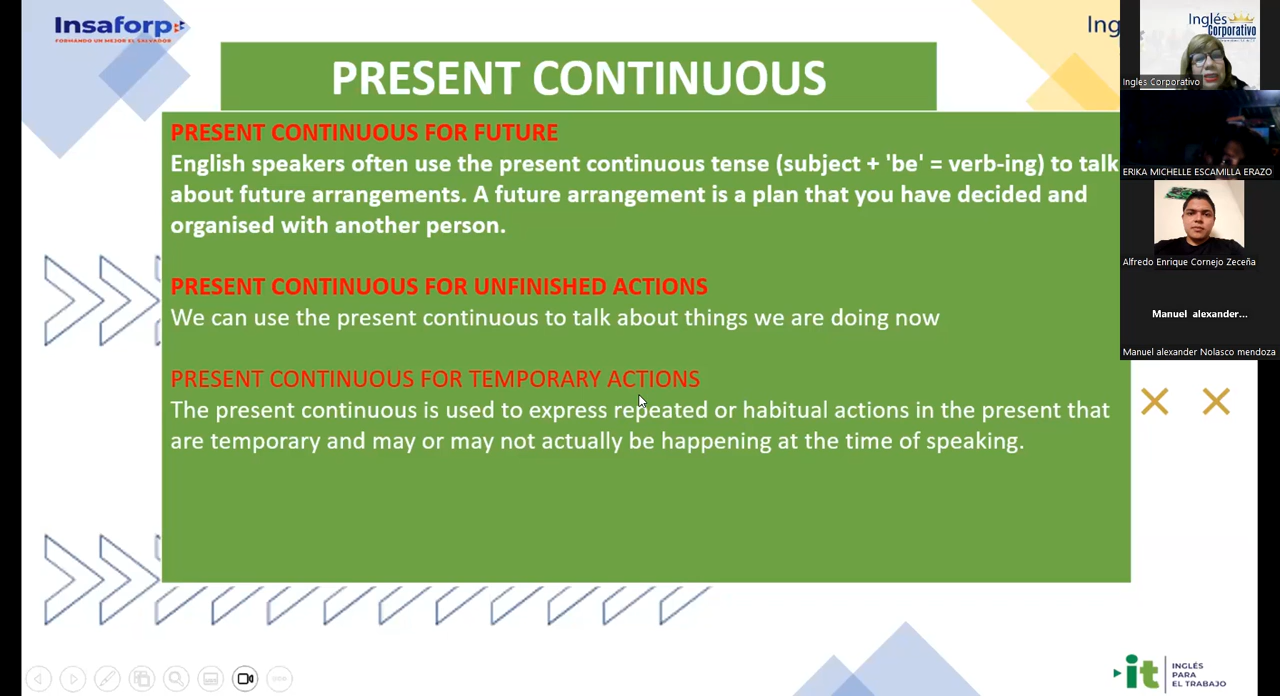 Insaforp
FORMANDO UN MEJOR EL SALVADOR
Ing
PRESENT CONTINUOUS
PRESENT CONTINUOUS FOR FUTURE
English speakers often use the present continuous tense (subject + 'be' = verb-ing) to talk
about future arrangements. A future arrangement is a plan that you have decided and
organised with another person.
PRESENT CONTINUOUS FOR UNFINISHED ACTIONS
We can use the present continuous to talk about things we are doing now
PRESENT CONTINUOUS FOR TEMPORARY ACTIONS
The present continuous is used to express repeated or habitual actions in the present that
are temporary and may or may not actually be happening at the time of speaking.
Inglés
Corporativo
Inglés Corporativo
ERIKA MICHELLE ESCAMILLA ERAZO
Alfredo Enrique Cornejo Zeceña
Manuel alexander...
Manuel alexander Nolasco mendoza
it
INGLÉS
PARA
EL TRABAJO